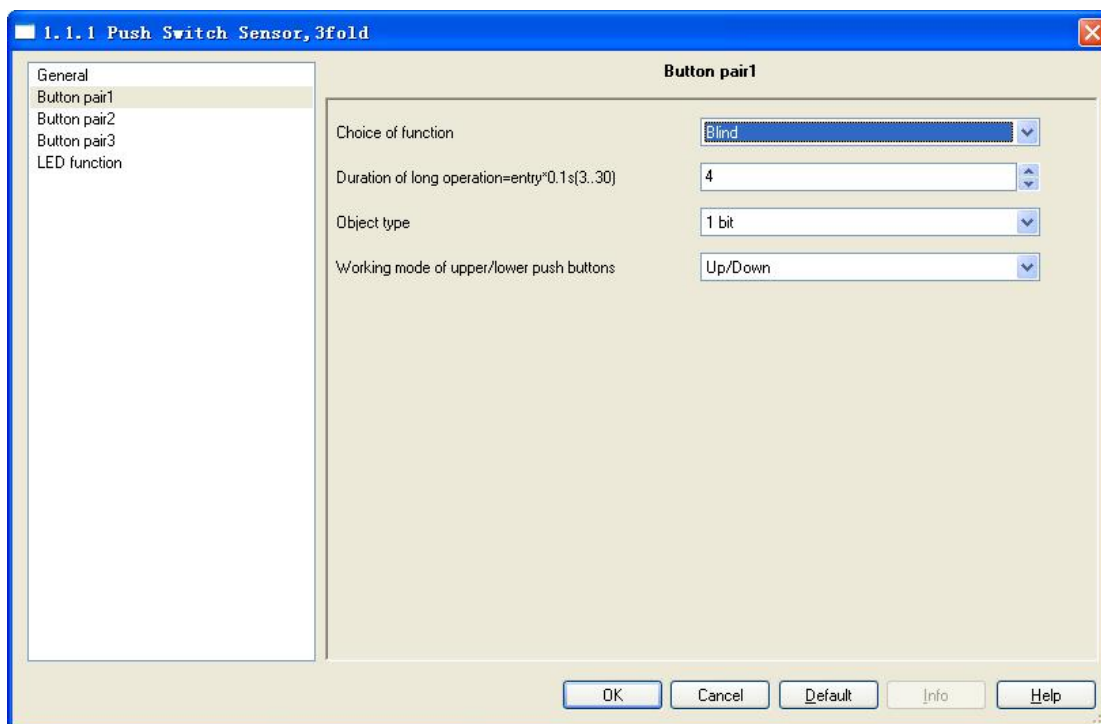 1.1.1 Push Switch Sensor,3fold
General
Button pair1
Button pair2
Button pair3
LED function
Button pair1
Choice of function
Blind
Duration of long operation=entry*0.1s(3..30)
4
Object type
1 bit
Working mode of upper/lower push buttons
Up/Down
OK
Cancel
Default
Info
Help